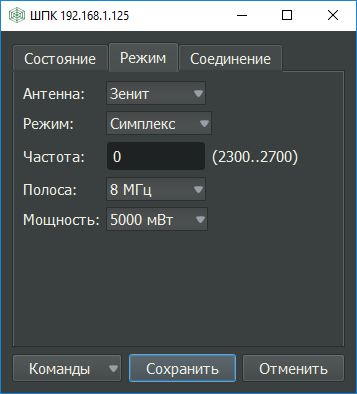 ШПК 192.168.1.125
Состояние Режим Соединение
Антенна: Зенит
Режим: Симплекс
Частота: 0 (2300..2700)
Полоса: 8 МГц
Мощность: 5000 мВт
Команды Сохранить Отменить